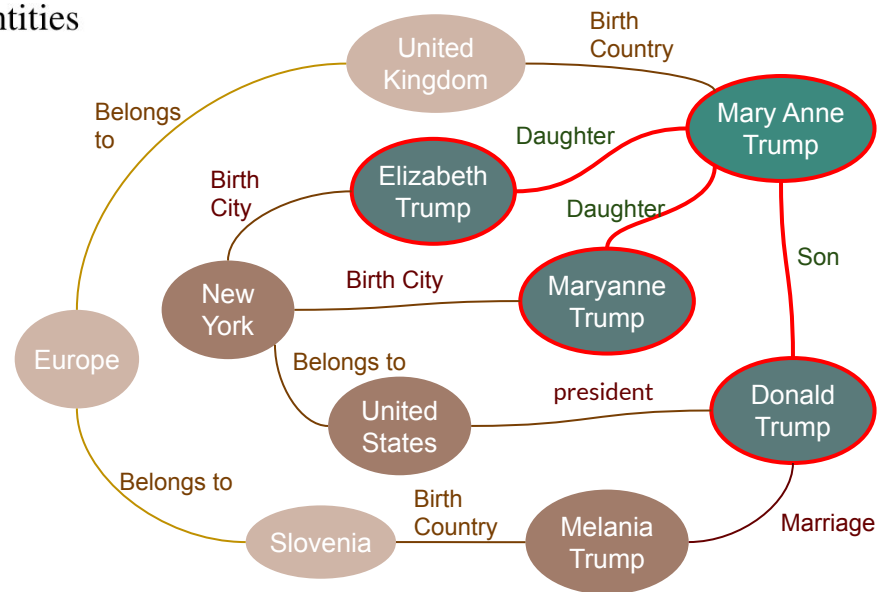 ntities
United
Kingdom
Birth
Country
Mary Anne
Trump
Belongs
to
Daughter
Elizabeth
Trump
Birth
City
Daughter
Son
New
York
Birth City
Maryanne
Trump
Europe
Belongs to
United
States
president
Donald
Trump
Belongs to
Slovenia
Birth
Country
Melania
Trump
Marriage